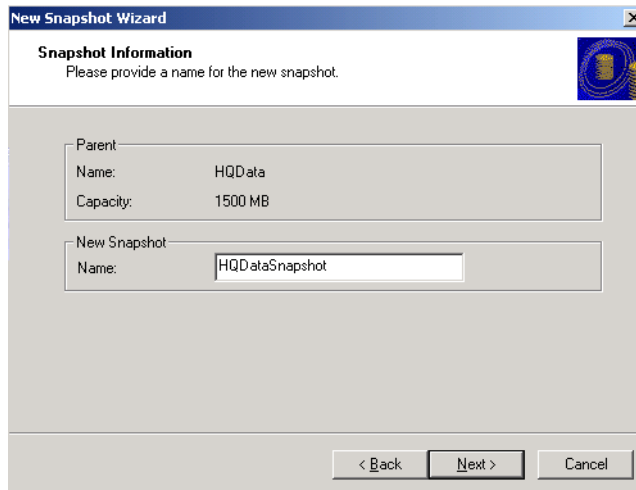 New Snapshot Wizard
Snapshot Information
Please provide a name for the new snapshot.
Parent
Name: HQData
Capacity: 1500 MB
New Snapshot
Name: HQDataSnapshot
< Back Next > Cancel